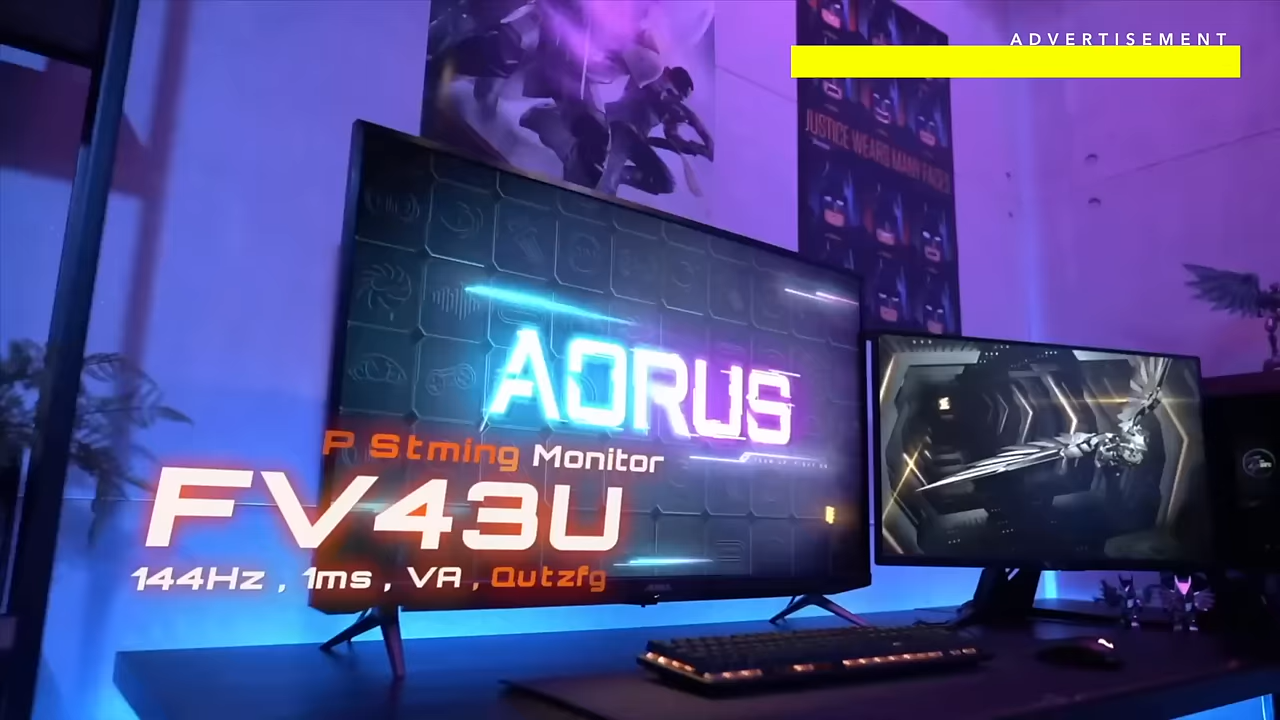 ADVERTISEMENT
JUSTICE WEARS MANY FACES
AORUS
P Stming Monitor
FV43U
144Hz , 1ms , VA , Qutzfg